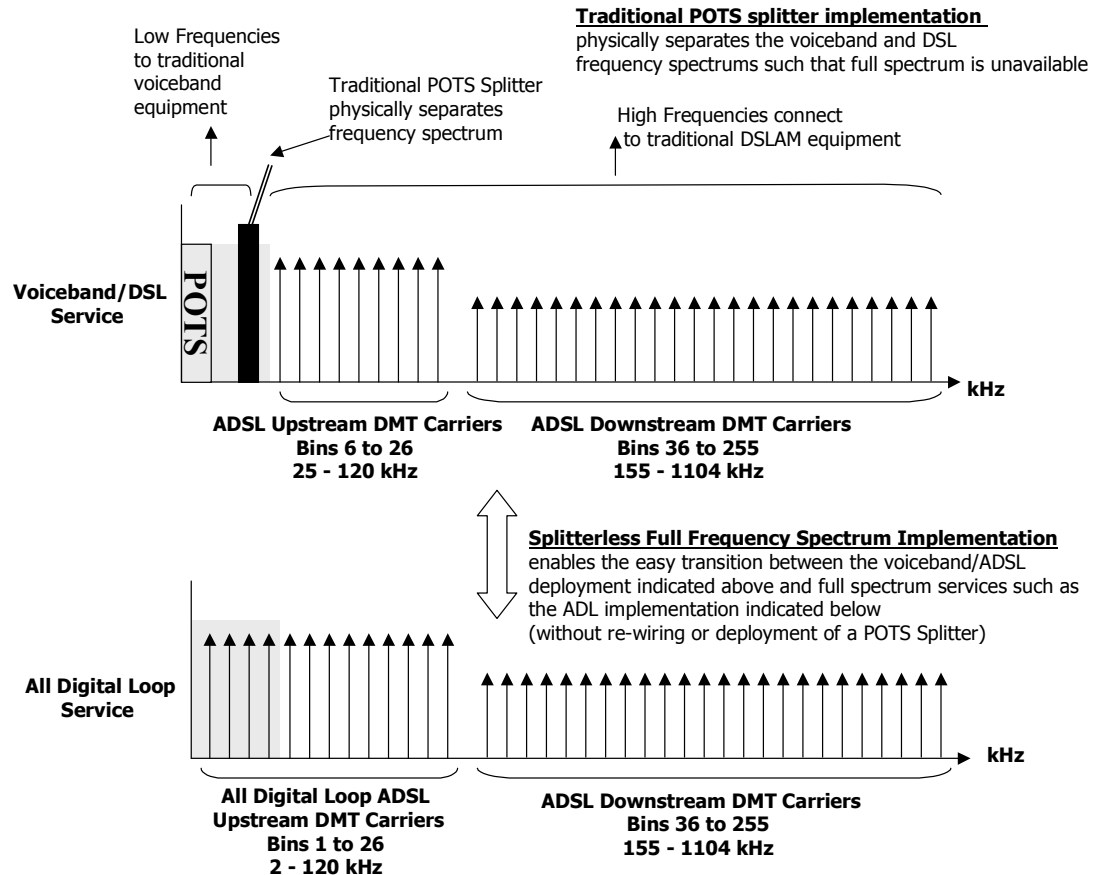 Traditional POTS splitter implementation
physically separates the voiceband and DSL
frequency spectrums such that full spectrum is unavailable
Low Frequencies
to traditional
voiceband
equipment
Traditional POTS Splitter
physically separates
frequency spectrum
High Frequencies connect
to traditional DSLAM equipment
Voiceband/DSL
Service
POTS
kHz
ADSL Upstream DMT Carriers
Bins 6 to 26
25 - 120 kHz
ADSL Downstream DMT Carriers
Bins 36 to 255
155 - 1104 kHz
Splitterless Full Frequency Spectrum Implementation
enables the easy transition between the voiceband/ADSL
deployment indicated above and full spectrum services such as
the ADL implementation indicated below
(without re-wiring or deployment of a POTS Splitter)
All Digital Loop
Service
kHz
All Digital Loop ADSL
Upstream DMT Carriers
Bins 1 to 26
2 - 120 kHz
ADSL Downstream DMT Carriers
Bins 36 to 255
155 - 1104 kHz